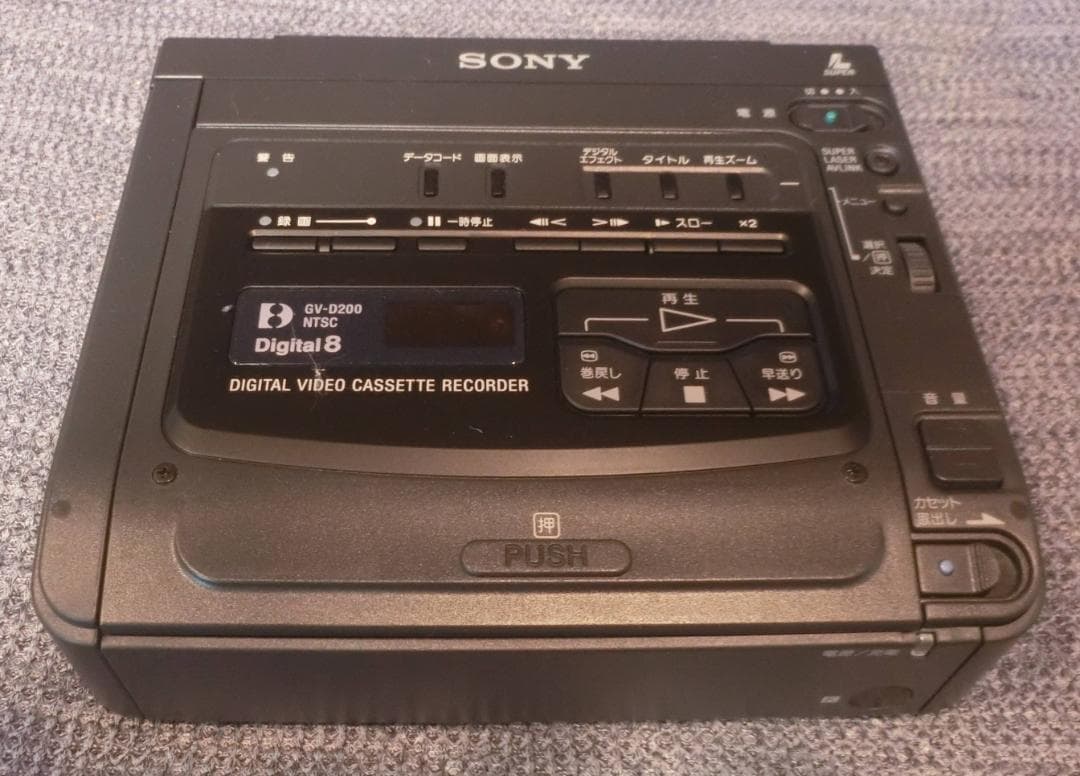 SONY
L
SUPER
切 入
電源
SUPER
LASER
AVLINK
警告
データコード
画面表示
デジタル
エフェクト
タイトル
再生ズーム
メニュー
選択
/押
決定
録画
一時停止
スロー
×2
GV-D200
NTSC
Digital8
DIGITAL VIDEO CASSETTE RECORDER
再生
巻戻し
停止
早送り
音量
カセット
取出し
押
PUSH